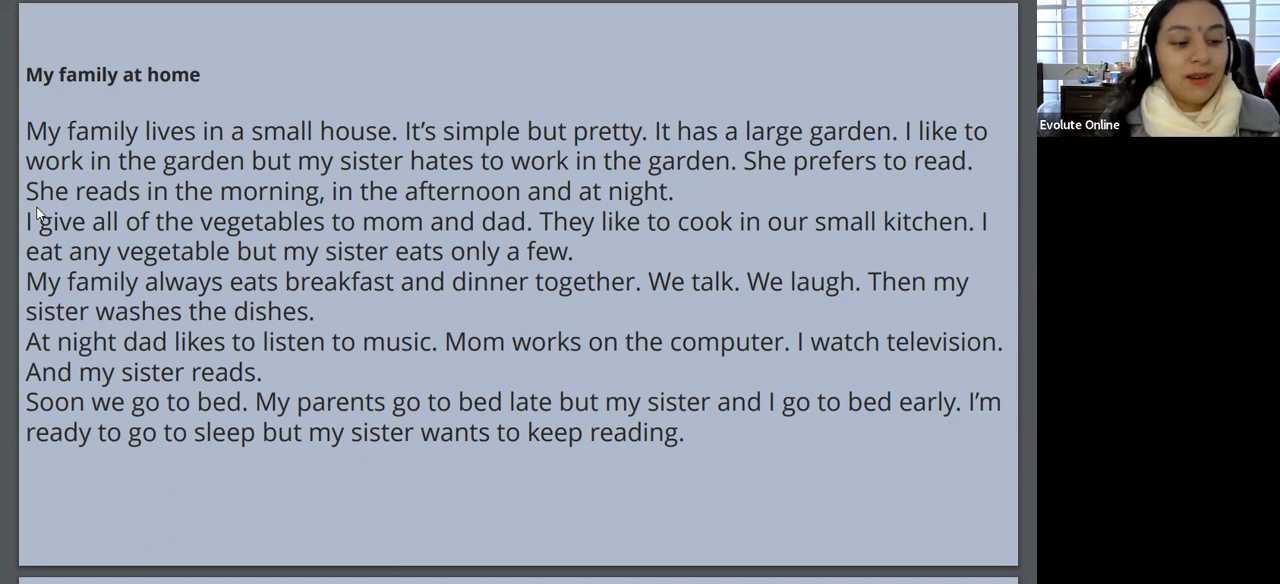 My family at home
My family lives in a small house. It’s simple but pretty. It has a large garden. I like to
work in the garden but my sister hates to work in the garden. She prefers to read.
She reads in the morning, in the afternoon and at night.
I give all of the vegetables to mom and dad. They like to cook in our small kitchen. I
eat any vegetable but my sister eats only a few.
My family always eats breakfast and dinner together. We talk. We laugh. Then my
sister washes the dishes.
At night dad likes to listen to music. Mom works on the computer. I watch television.
And my sister reads.
Soon we go to bed. My parents go to bed late but my sister and I go to bed early. I’m
ready to go to sleep but my sister wants to keep reading.
Evolute Online